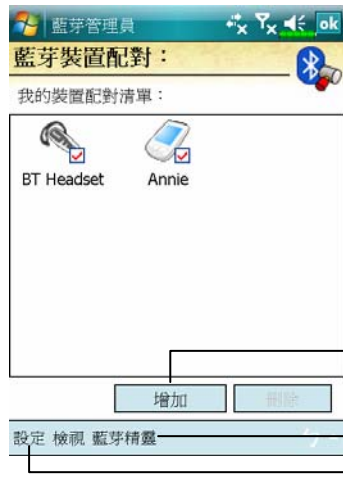 藍芽管理員 ok
藍芽裝置配對：
我的裝置配對清單：
BT Headset Annie
增加 刪除
設定 檢視 藍芽精靈